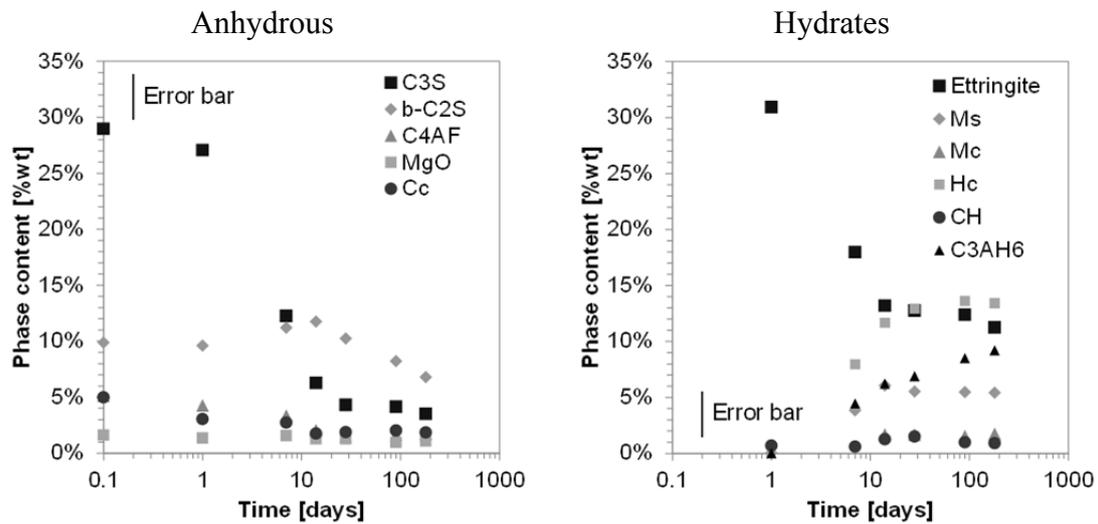 Anhydrous
35%
30%
25%
20%
15%
10%
5%
0%
Phase content [%wt]
Error bar
C3S
b-C2S
C4AF
MgO
Cc
0.1 1 10 100 1000
Time [days]
Hydrates
35%
30%
25%
20%
15%
10%
5%
0%
Phase content [%wt]
Ettringite
Ms
Mc
Hc
CH
C3AH6
Error bar
0.1 1 10 100 1000
Time [days]